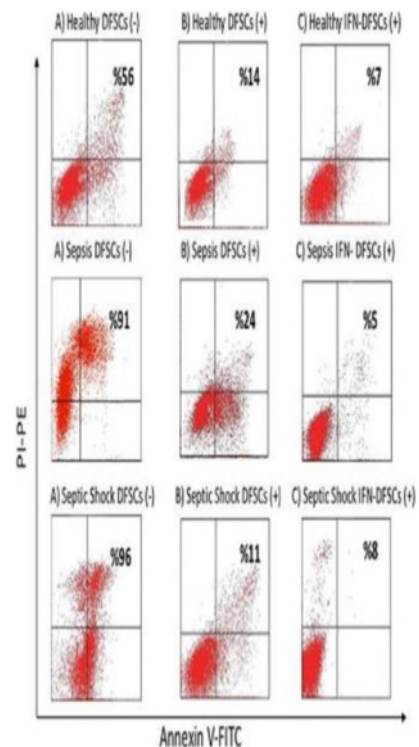 A) Healthy DFSCs (-) B) Healthy DFSCs (+) C) Healthy IFN-DFSCs (+)
%56 %14 %7
A) Sepsis DFSCs (-) B) Sepsis DFSCs (+) C) Sepsis IFN- DFSCs (+)
%91 %24 %5
A) Septic Shock DFSCs (-) B) Septic Shock DFSCs (+) C) Septic Shock IFN-DFSCs (+)
%96 %11 %8
PI-PE
Annexin V-FITC